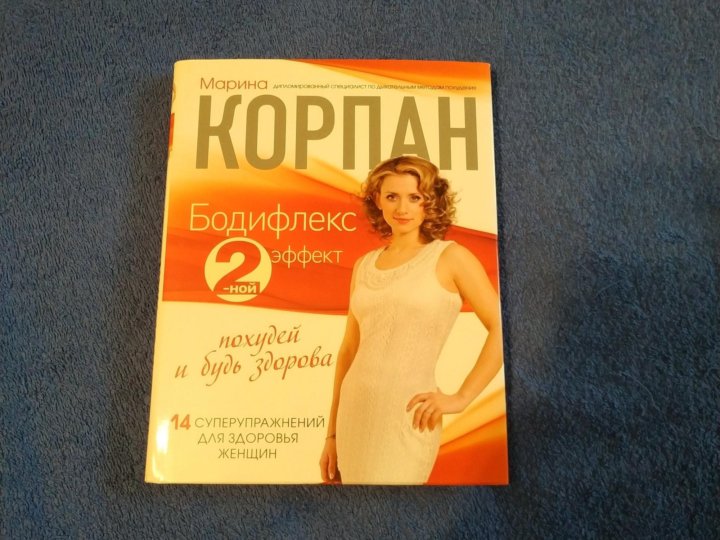 Марина
дипломированный специалист по дыхательным методам похудения
КОРПАН
Бодифлекс
2-ной эффект
похудей
и будь здорова
14 СУПЕРУПРАЖНЕНИЙ
ДЛЯ ЗДОРОВЬЯ
ЖЕНЩИН